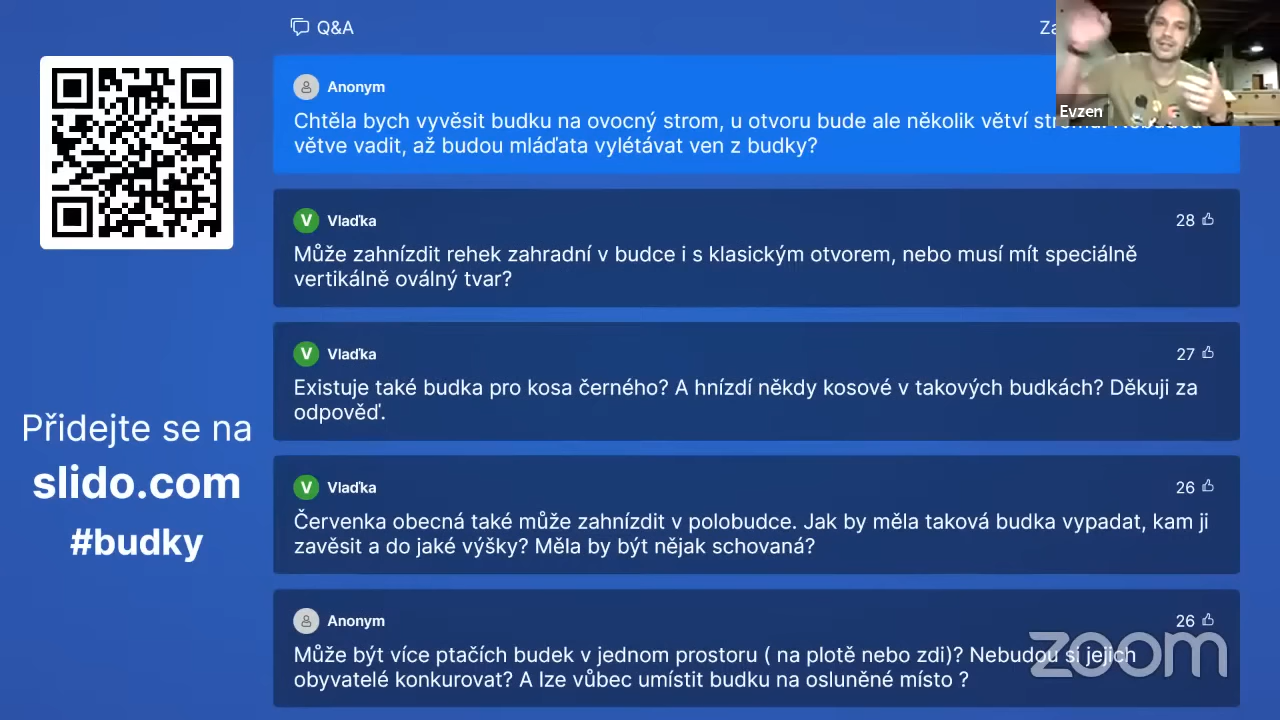 Q&A
Anonym
Chtěla bych vyvěsit budku na ovocný strom, u otvoru bude ale několik větví
větve vadit, až budou mláďata vylétávat ven z budky?
Evzen
Vlaďka
28
Může zahnízdit rehek zahradní v budce i s klasickým otvorem, nebo musí mít speciálně
vertikálně oválný tvar?
Vlaďka
27
Existuje také budka pro kosa černého? A hnízdí někdy kosové v takových budkách? Děkuji za
odpověď.
Vlaďka
26
Červenka obecná také může zahnízdit v polobudce. Jak by měla taková budka vypadat, kam ji
zavěsit a do jaké výšky? Měla by být nějak schovaná?
Anonym
26
Může být více ptačích budek v jednom prostoru ( na plotě nebo zdi)? Nebudou si jejich
obyvatelé konkurovat? A lze vůbec umístit budku na osluněné místo ?
Přidejte se na
slido.com
#budky
zoom